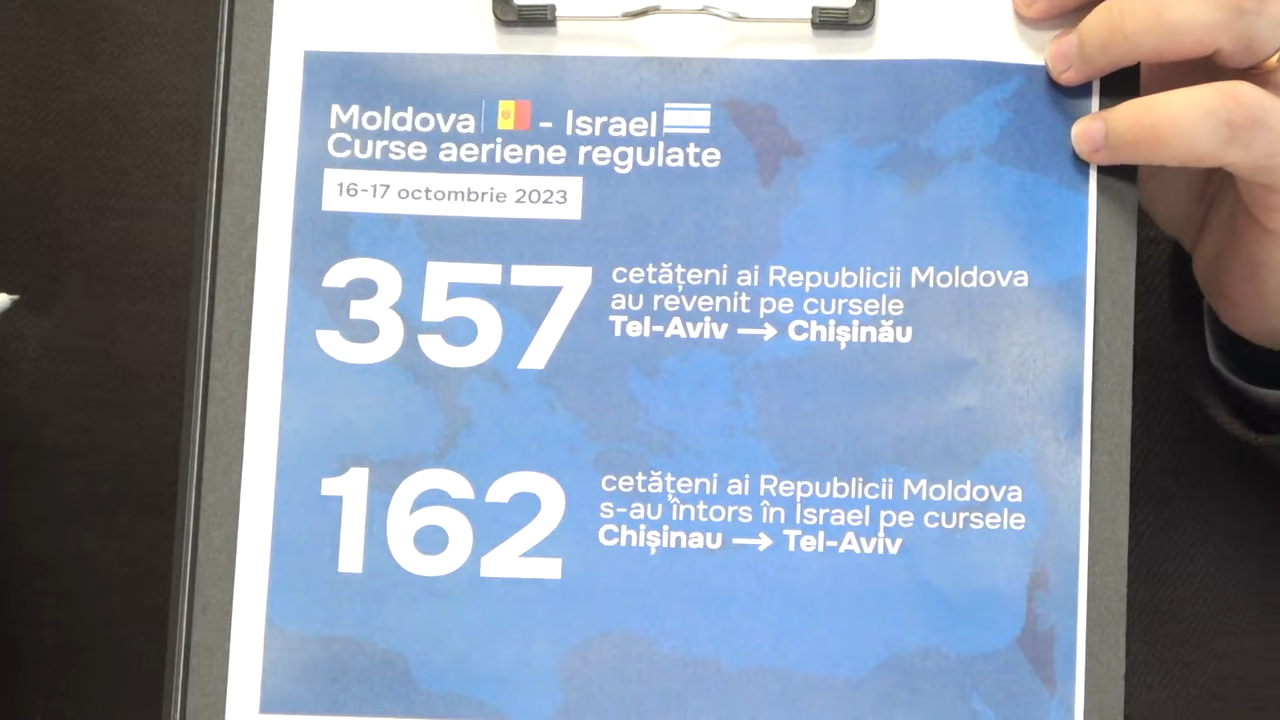 Moldova - Israel
Curse aeriene regulate
16-17 octombrie 2023
357
cetățeni ai Republicii Moldova
au revenit pe cursele
Tel-Aviv → Chișinău
162
cetățeni ai Republicii Moldova
s-au întors în Israel pe cursele
Chișinau → Tel-Aviv